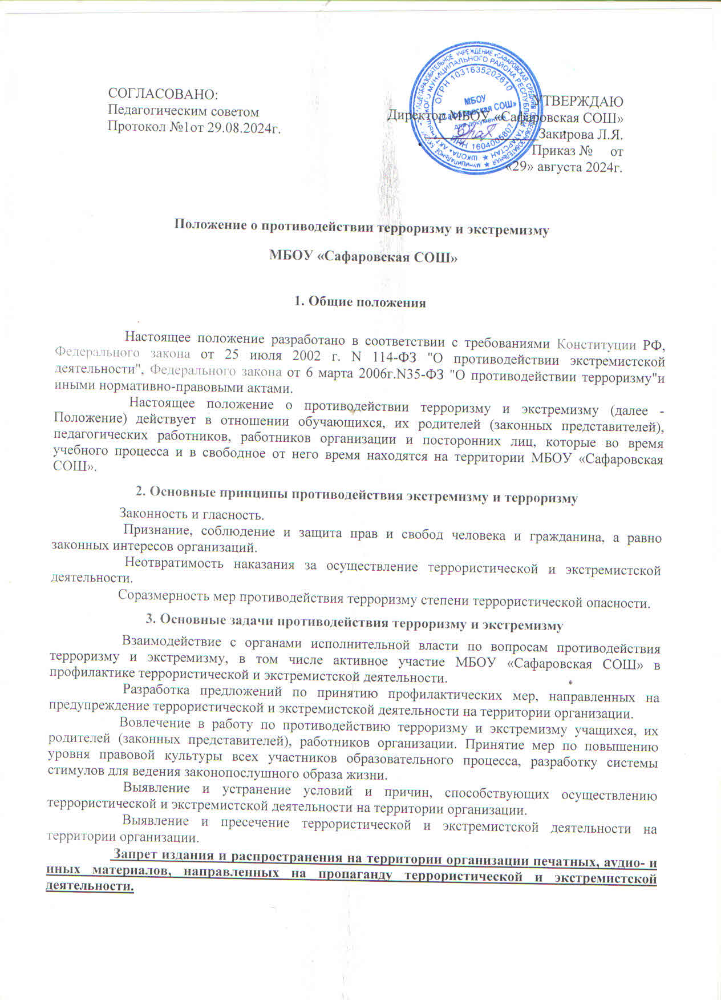 СОГЛАСОВАНО:
Педагогическим советом
Протокол №1от 29.08.2024г.
УТВЕРЖДАЮ
Директор МБОУ «Сафаровская СОШ»
Закирова Л.Я.
Приказ № от
«29» августа 2024г.
ОГРН 1031635202610
МБОУ
«Сафаровская СОШ»
для документов
ИНН 1604005807
Положение о противодействии терроризму и экстремизму
МБОУ «Сафаровская СОШ»
1. Общие положения
Настоящее положение разработано в соответствии с требованиями Конституции РФ,
Федерального закона от 25 июля 2002 г. N 114-ФЗ "О противодействии экстремистской
деятельности", Федерального закона от 6 марта 2006г.N35-ФЗ "О противодействии терроризму"и
иными нормативно-правовыми актами.
Настоящее положение о противодействии терроризму и экстремизму (далее -
Положение) действует в отношении обучающихся, их родителей (законных представителей),
педагогических работников, работников организации и посторонних лиц, которые во время
учебного процесса и в свободное от него время находятся на территории МБОУ «Сафаровская
СОШ».
2. Основные принципы противодействия экстремизму и терроризму
Законность и гласность.
Признание, соблюдение и защита прав и свобод человека и гражданина, а равно
законных интересов организаций.
Неотвратимость наказания за осуществление террористической и экстремистской
деятельности.
Соразмерность мер противодействия терроризму степени террористической опасности.
3. Основные задачи противодействия терроризму и экстремизму
Взаимодействие с органами исполнительной власти по вопросам противодействия
терроризму и экстремизму, в том числе активное участие МБОУ «Сафаровская СОШ» в
профилактике террористической и экстремистской деятельности.
Разработка предложений по принятию профилактических мер, направленных на
предупреждение террористической и экстремистской деятельности на территории организации.
Вовлечение в работу по противодействию терроризму и экстремизму учащихся, их
родителей (законных представителей), работников организации. Принятие мер по повышению
уровня правовой культуры всех участников образовательного процесса, разработку системы
стимулов для ведения законопослушного образа жизни.
Выявление и устранение условий и причин, способствующих осуществлению
террористической и экстремистской деятельности на территории организации.
Выявление и пресечение террористической и экстремистской деятельности на
территории организации.
Запрет издания и распространения на территории организации печатных, аудио- и
иных материалов, направленных на пропаганду террористической и экстремистской
деятельности.